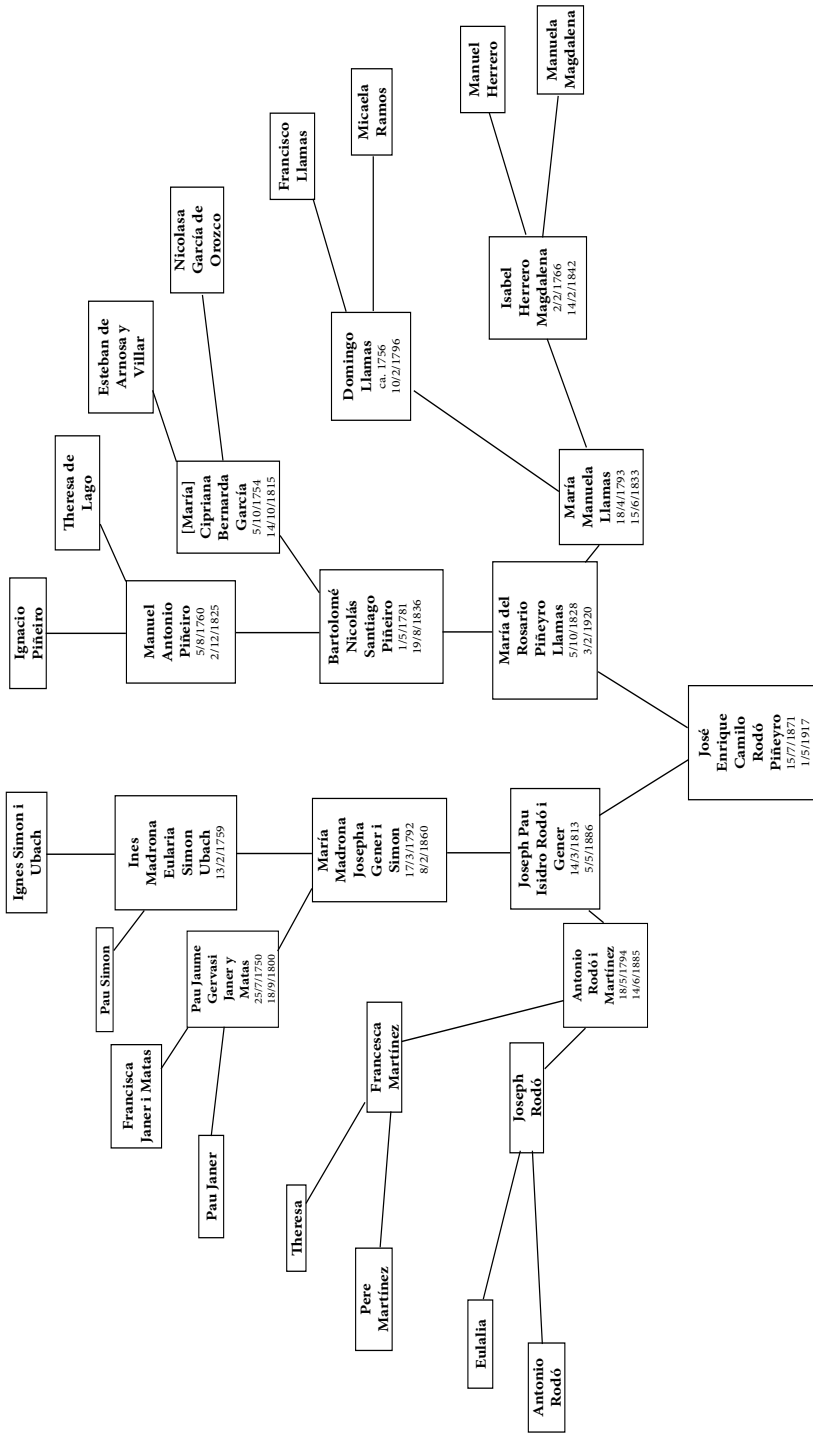 Ignes Simon i
Ubach
Ignacio
Piñeiro
Theresa de
Lago
Pau Simon
Ines
Madrona
Eularia
Simon
Ubach
13/2/1759
Manuel
Antonio
Piñeiro
5/8/1760
2/12/1825
Esteban de
Arnosa y
Villar
Nicolasa
García de
Orozco
Francisca
Janer i Matas
Pau Janer
Pau Jaume
Gervasi
Janer y
Matas
25/7/1750
18/9/1800
[María]
Cipriana
Bernarda
García
5/10/1754
14/10/1815
Francisco
Llamas
Micaela
Ramos
Theresa
Pere
Martínez
Francesca
Martínez
María
Madrona
Josepha
Gener i
Simon
17/3/1792
8/2/1860
Bartolomé
Nicolás
Santiago
Piñeiro
1/5/1781
19/8/1836
Domingo
Llamas
ca. 1756
10/2/1796
Manuel
Herrero
Manuela
Magdalena
Eulalia
Antonio
Rodó
Joseph
Rodó
Joseph Pau
Isidro Rodó i
Gener
14/3/1813
5/5/1886
María del
Rosario
Piñeyro
Llamas
5/10/1828
3/2/1920
Isabel
Herrero
Magdalena
2/2/1766
14/2/1842
Antonio
Rodó i
Martínez
18/5/1794
14/6/1885
María
Manuela
Llamas
18/4/1793
15/6/1833
José
Enrique
Camilo
Rodó
Piñeyro
15/7/1871
1/5/1917